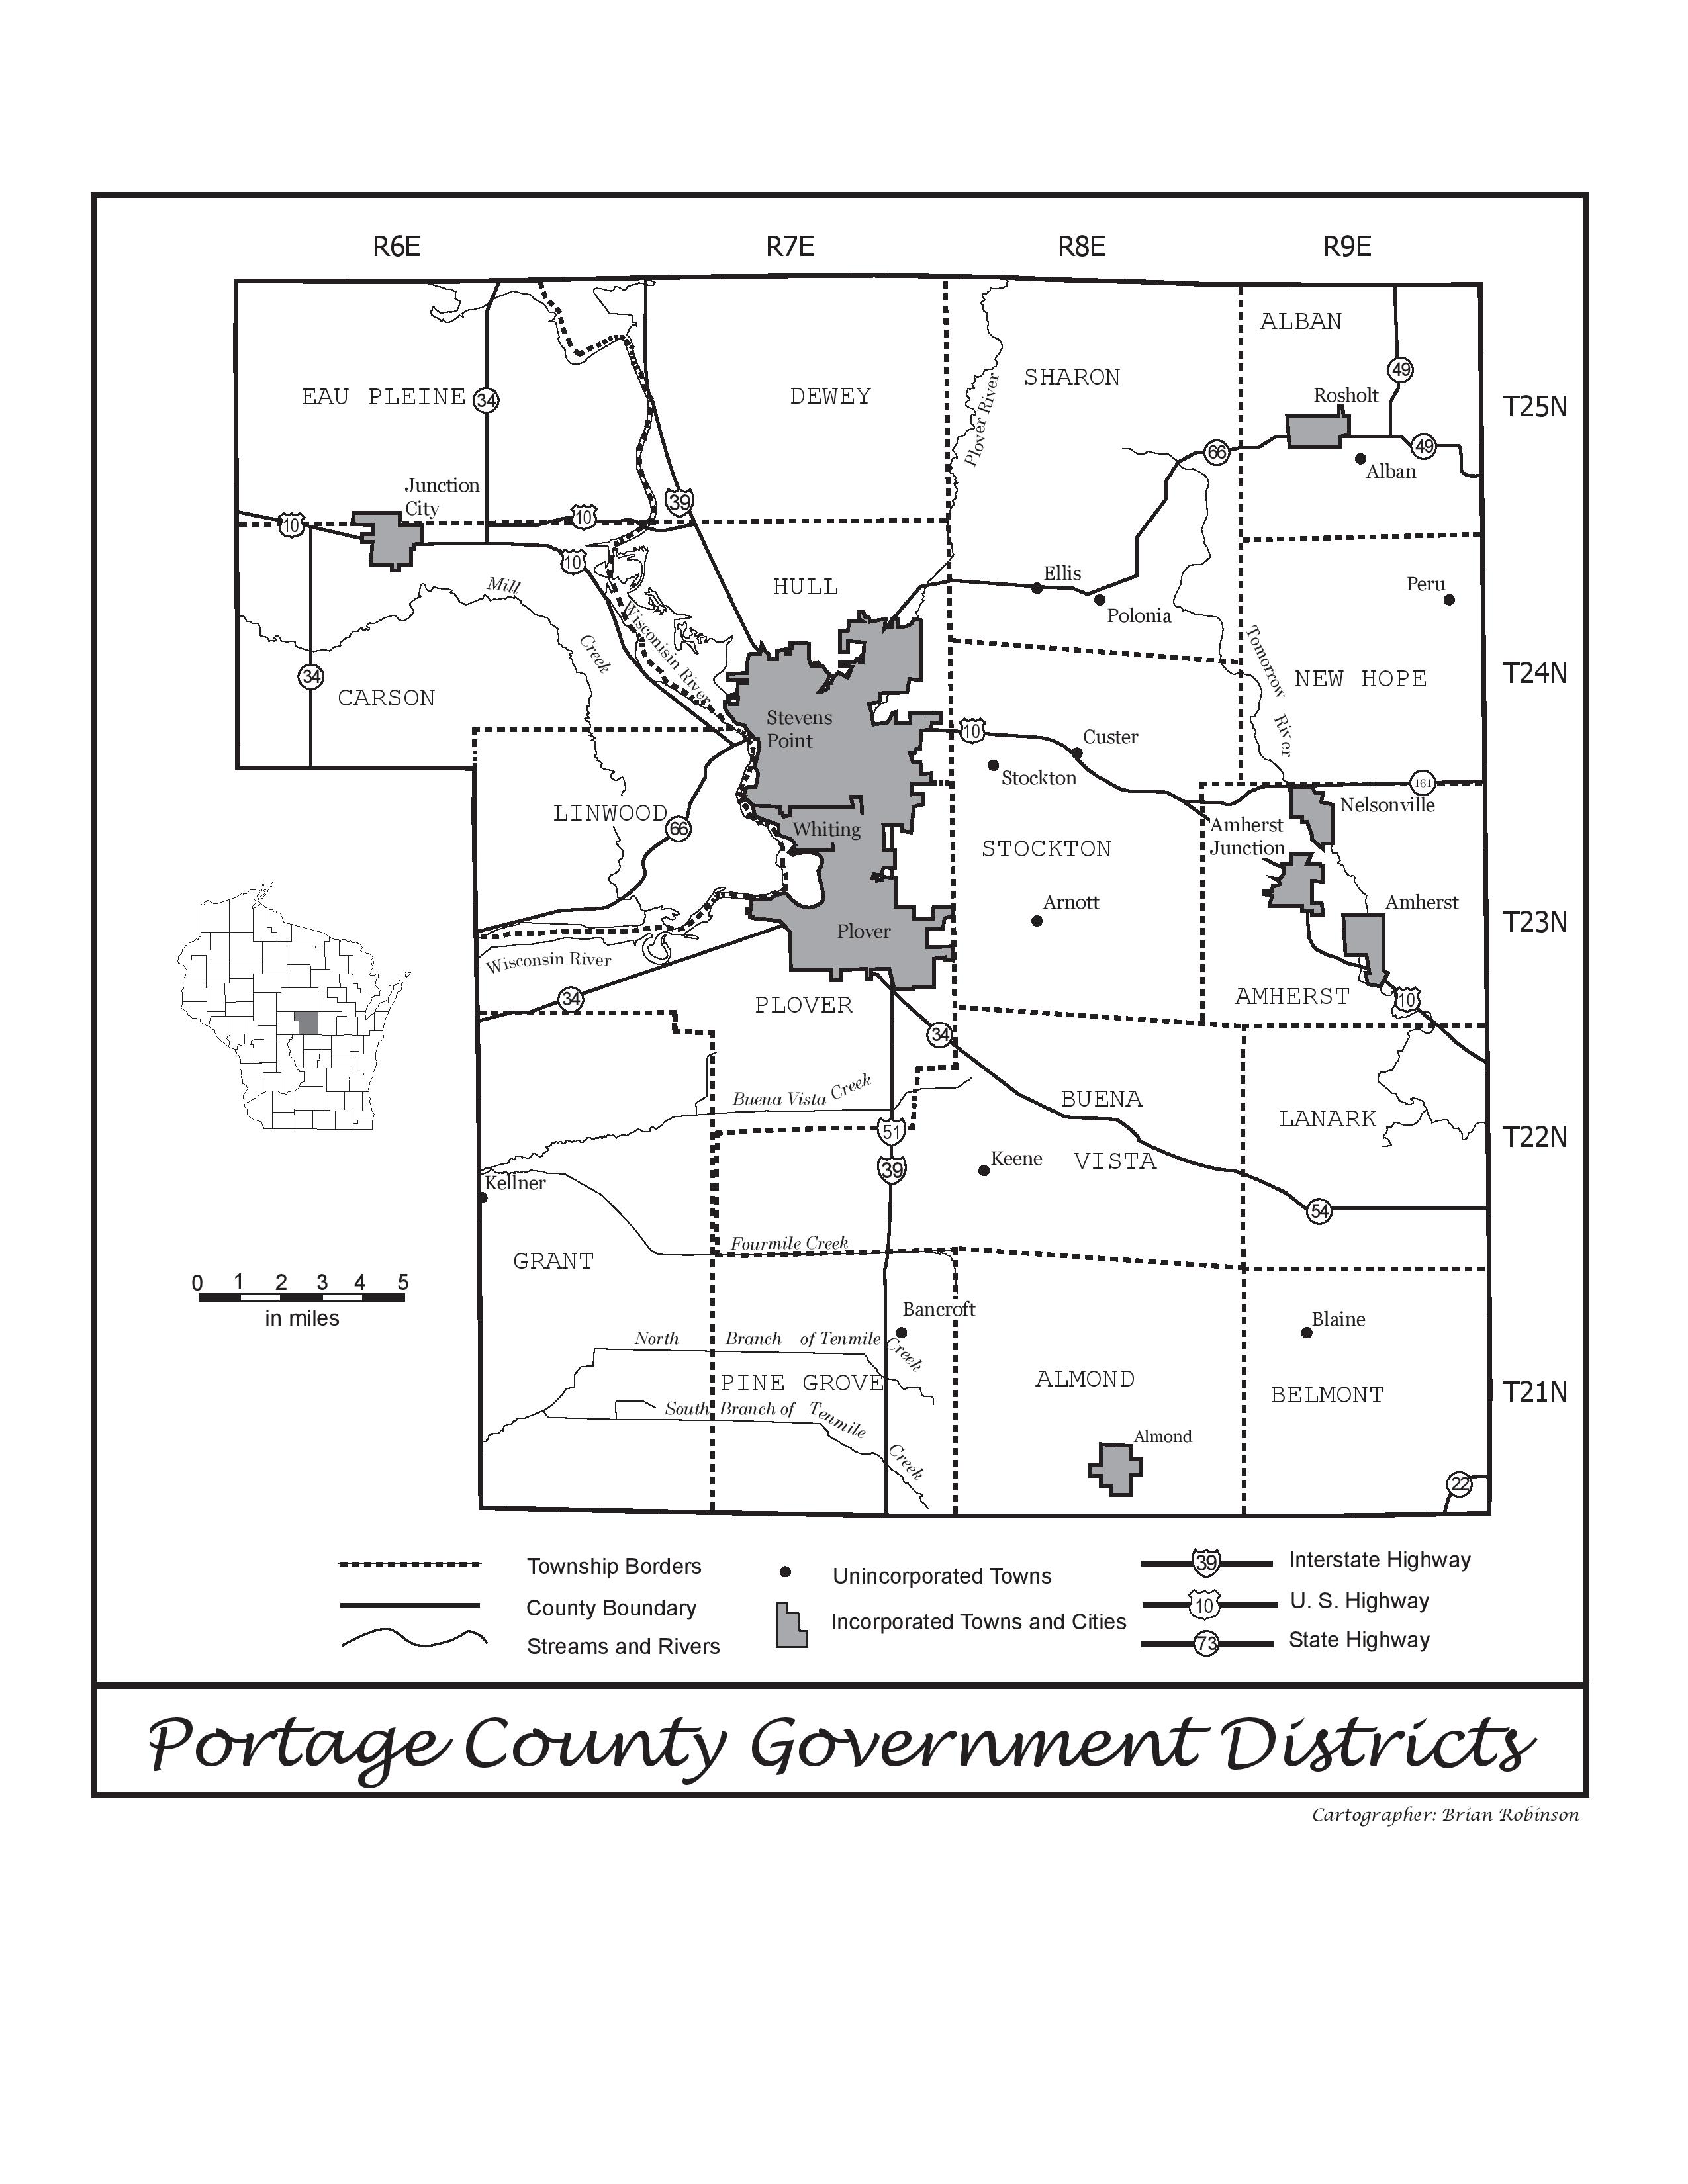 R6E R7E R8E R9E
ALBAN
SHARON
49
EAU PLEINE 34
DEWEY
Rosholt
T25N
Plover River
66
49
Alban
Junction
City
39
10
10
10
Mill
Creek
HULL
Ellis
Polonia
Peru
Wisconisin River
Tomorrow
River
34
CARSON
NEW HOPE
T24N
Stevens
Point
10
Custer
Stockton
161
Nelsonville
LINWOOD
66
Whiting
Amherst
Junction
STOCKTON
Arnott
Amherst
Plover
T23N
Wisconsin River
34
PLOVER
AMHERST
10
34
Buena Vista Creek
BUENA
VISTA
LANARK
51
T22N
39
Keene
Kellner
54
Fourmile Creek
GRANT
0 1 2 3 4 5
in miles
Bancroft
Blaine
North Branch of Tenmile Creek
PINE GROVE
ALMOND
BELMONT
T21N
South Branch of Tenmile Creek
Almond
22
Township Borders
County Boundary
Streams and Rivers
Unincorporated Towns
Incorporated Towns and Cities
39 Interstate Highway
10 U. S. Highway
73 State Highway
Portage County Government Districts
Cartographer: Brian Robinson